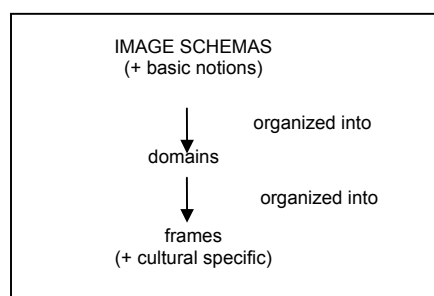 IMAGE SCHEMAS
(+ basic notions)
organized into
domains
organized into
frames
(+ cultural specific)